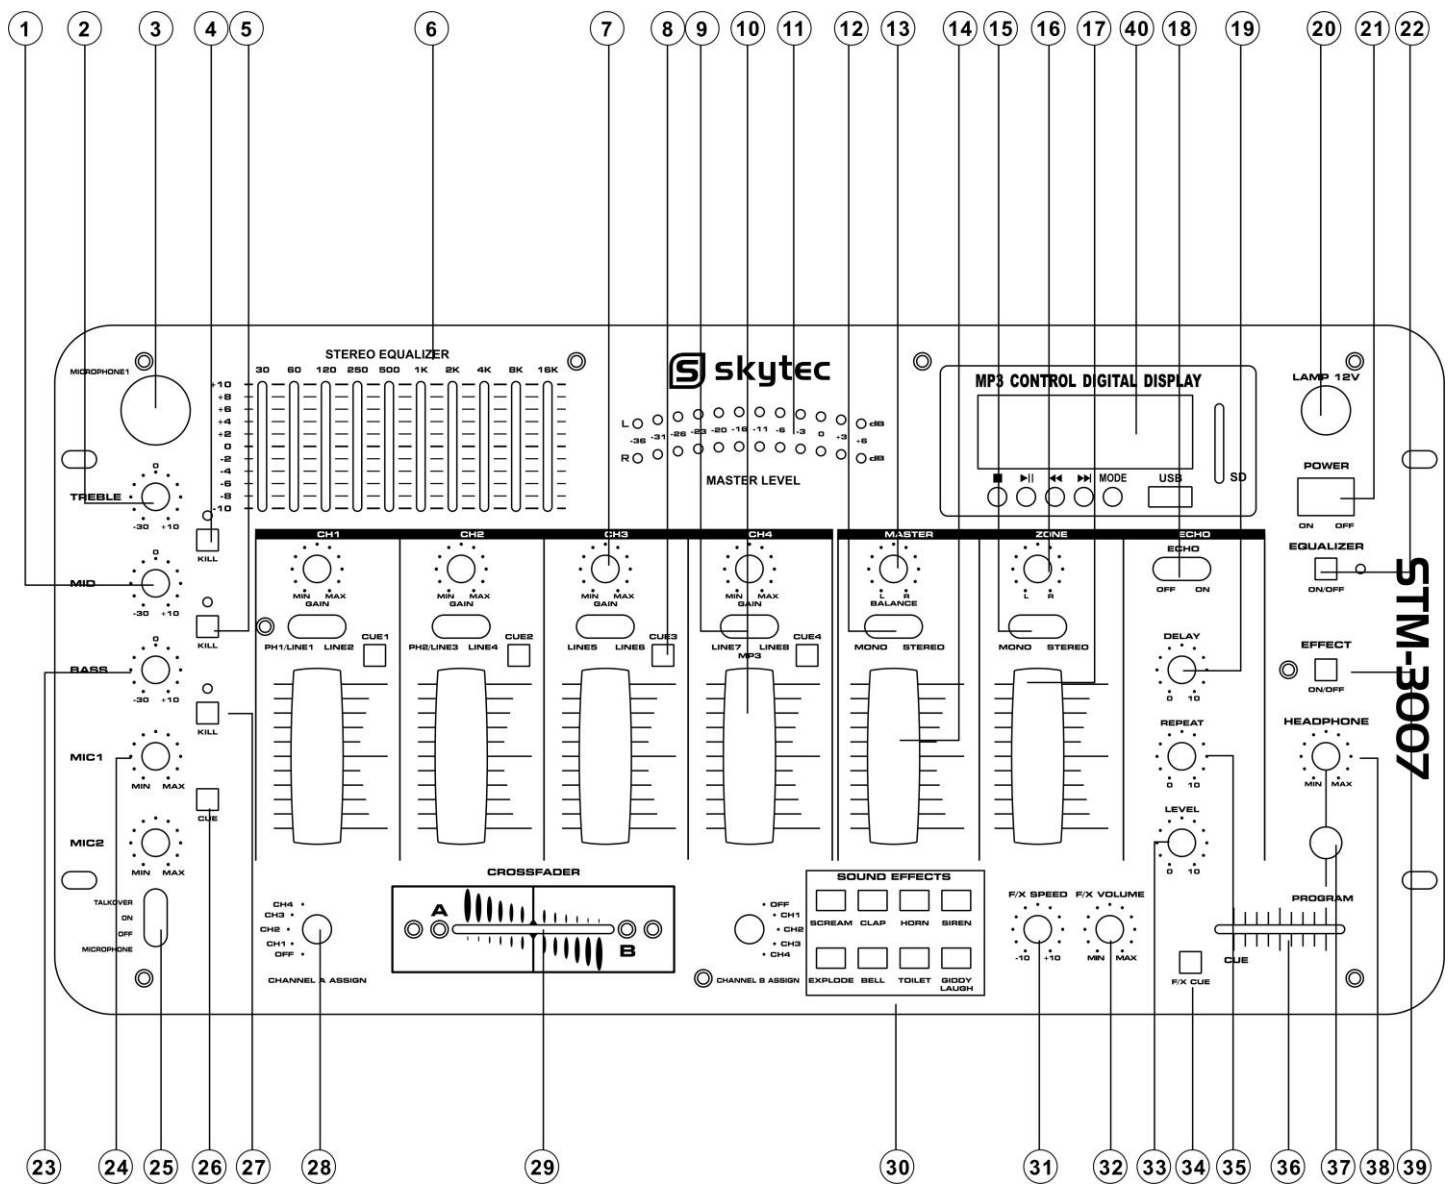 1 2 3 4 5 6 7 8 9 10 11 12 13 14 15 16 17 40 18 19 20 21 22
STEREO EQUALIZER
30 60 120 250 500 1K 2K 4K 8K 16K
MICROPHONE1
+10
+8
+6
+4
+2
0
-2
-4
-6
-8
-10
S skytec
L dB
-36 -31 -26 -23 -20 -16 -11 -6 -3 0 +3 +6
R dB
MASTER LEVEL
MP3 CONTROL DIGITAL DISPLAY
MODE USB SD
LAMP 12V
POWER
ON OFF
EQUALIZER
ON/OFF
EFFECT
ON/OFF
STM-3007
TREBLE
0
-30 +10
KILL
MID
0
-30 +10
KILL
BASS
0
-30 +10
KILL
MIC1
MIN MAX
CUE
MIC2
MIN MAX
TALKOVER
ON
OFF
MICROPHONE
CH1 CH2 CH3 CH4 MASTER ZONE ECHO
MIN MAX MIN MAX MIN MAX MIN MAX L R L R
GAIN GAIN GAIN GAIN BALANCE
ECHO
OFF ON
PH1/LINE1 LINE2 CUE1
PH2/LINE3 LINE4 CUE2
LINE5 LINE6 CUE3
LINE7 LINE8 CUE4
MP3
MONO STEREO
MONO STEREO
DELAY
0 10
REPEAT
0 10
LEVEL
0 10
HEADPHONE
MIN MAX
PROGRAM
CUE
CROSSFADER
A
B
CH4
CH3
CH2
CH1
OFF
CHANNEL A ASSIGN
OFF
CH1
CH2
CH3
CH4
CHANNEL B ASSIGN
SOUND EFFECTS
SCREAM CLAP HORN SIREN
EXPLODE BELL TOILET GIDDY
LAUGH
F/X SPEED
-10 +10
F/X VOLUME
MIN MAX
F/X CUE
23 24 25 26 27 28 29 30 31 32 33 34 35 36 37 38 39